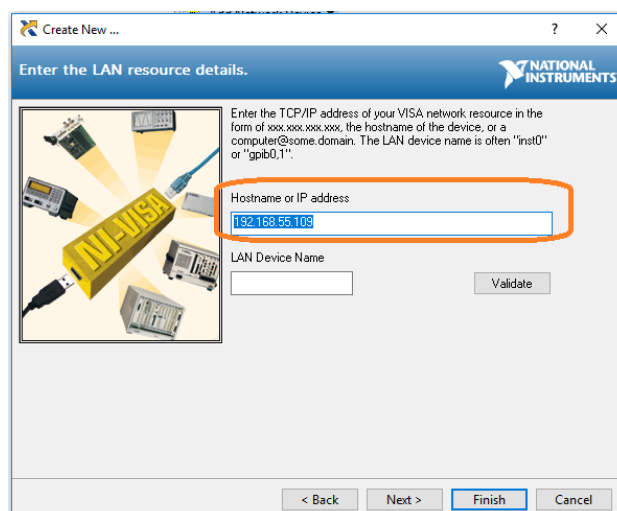 Create New ...
?
Enter the LAN resource details.
NATIONAL
INSTRUMENTS
Enter the TCP/IP address of your VISA network resource in the
form of xxx.xxx.xxx.xxx, the hostname of the device, or a
computer@some.domain. The LAN device name is often "inst0"
or "gpib0,1".
NI-VISA
Hostname or IP address
192.168.55.109
LAN Device Name
Validate
< Back
Next >
Finish
Cancel